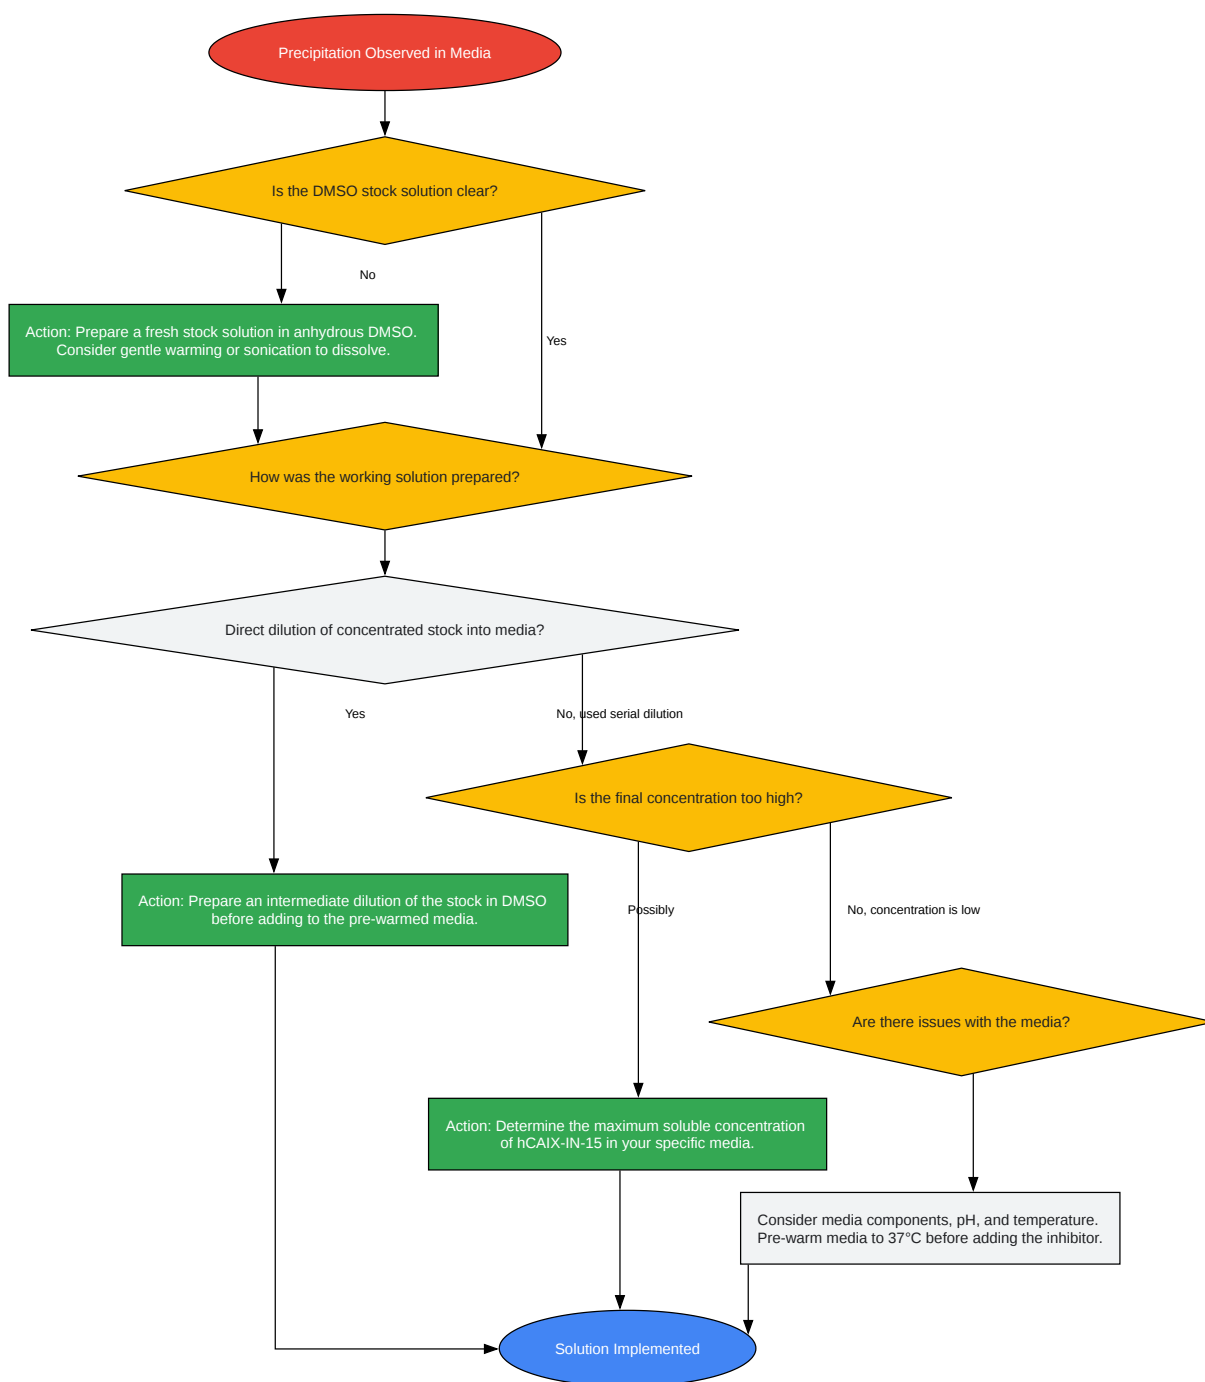 Precipitation Observed in Media
Is the DMSO stock solution clear?
No
Action: Prepare a fresh stock solution in anhydrous DMSO.
Consider gentle warming or sonication to dissolve.
Yes
How was the working solution prepared?
Direct dilution of concentrated stock into media?
Yes
No, used serial dilution
Is the final concentration too high?
Action: Prepare an intermediate dilution of the stock in DMSO
before adding to the pre-warmed media.
Possibly
No, concentration is low
Are there issues with the media?
Action: Determine the maximum soluble concentration
of hCAIX-IN-15 in your specific media.
Consider media components, pH, and temperature.
Pre-warm media to 37°C before adding the inhibitor.
Solution Implemented